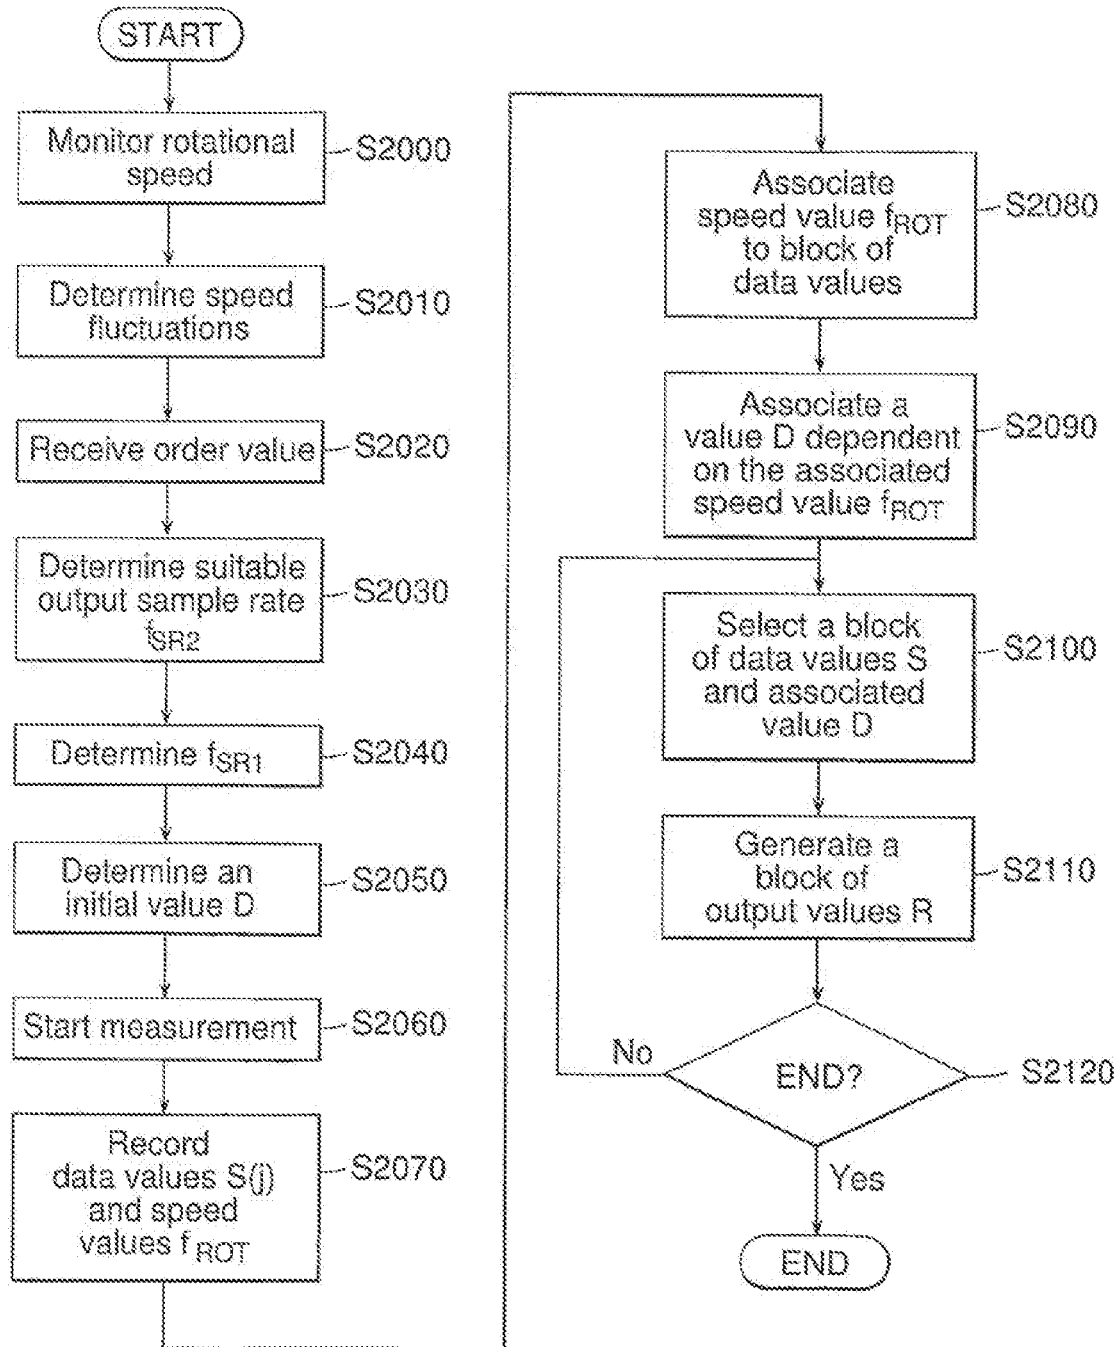 START
Monitor rotational
speed
S2000
Determine speed
fluctuations
S2010
Receive order value
S2020
Determine suitable
output sample rate
fSR2
S2030
Determine fSR1
S2040
Determine an
initial value D
S2050
Start measurement
S2060
Record
data values S(j)
and speed
values f ROT
S2070
Associate
speed value fROT
to block of
data values
S2080
Associate a
value D dependent
on the associated
speed value fROT
S2090
Select a block
of data values S
and associated
value D
S2100
Generate a
block of
output values R
S2110
No
END?
S2120
Yes
END